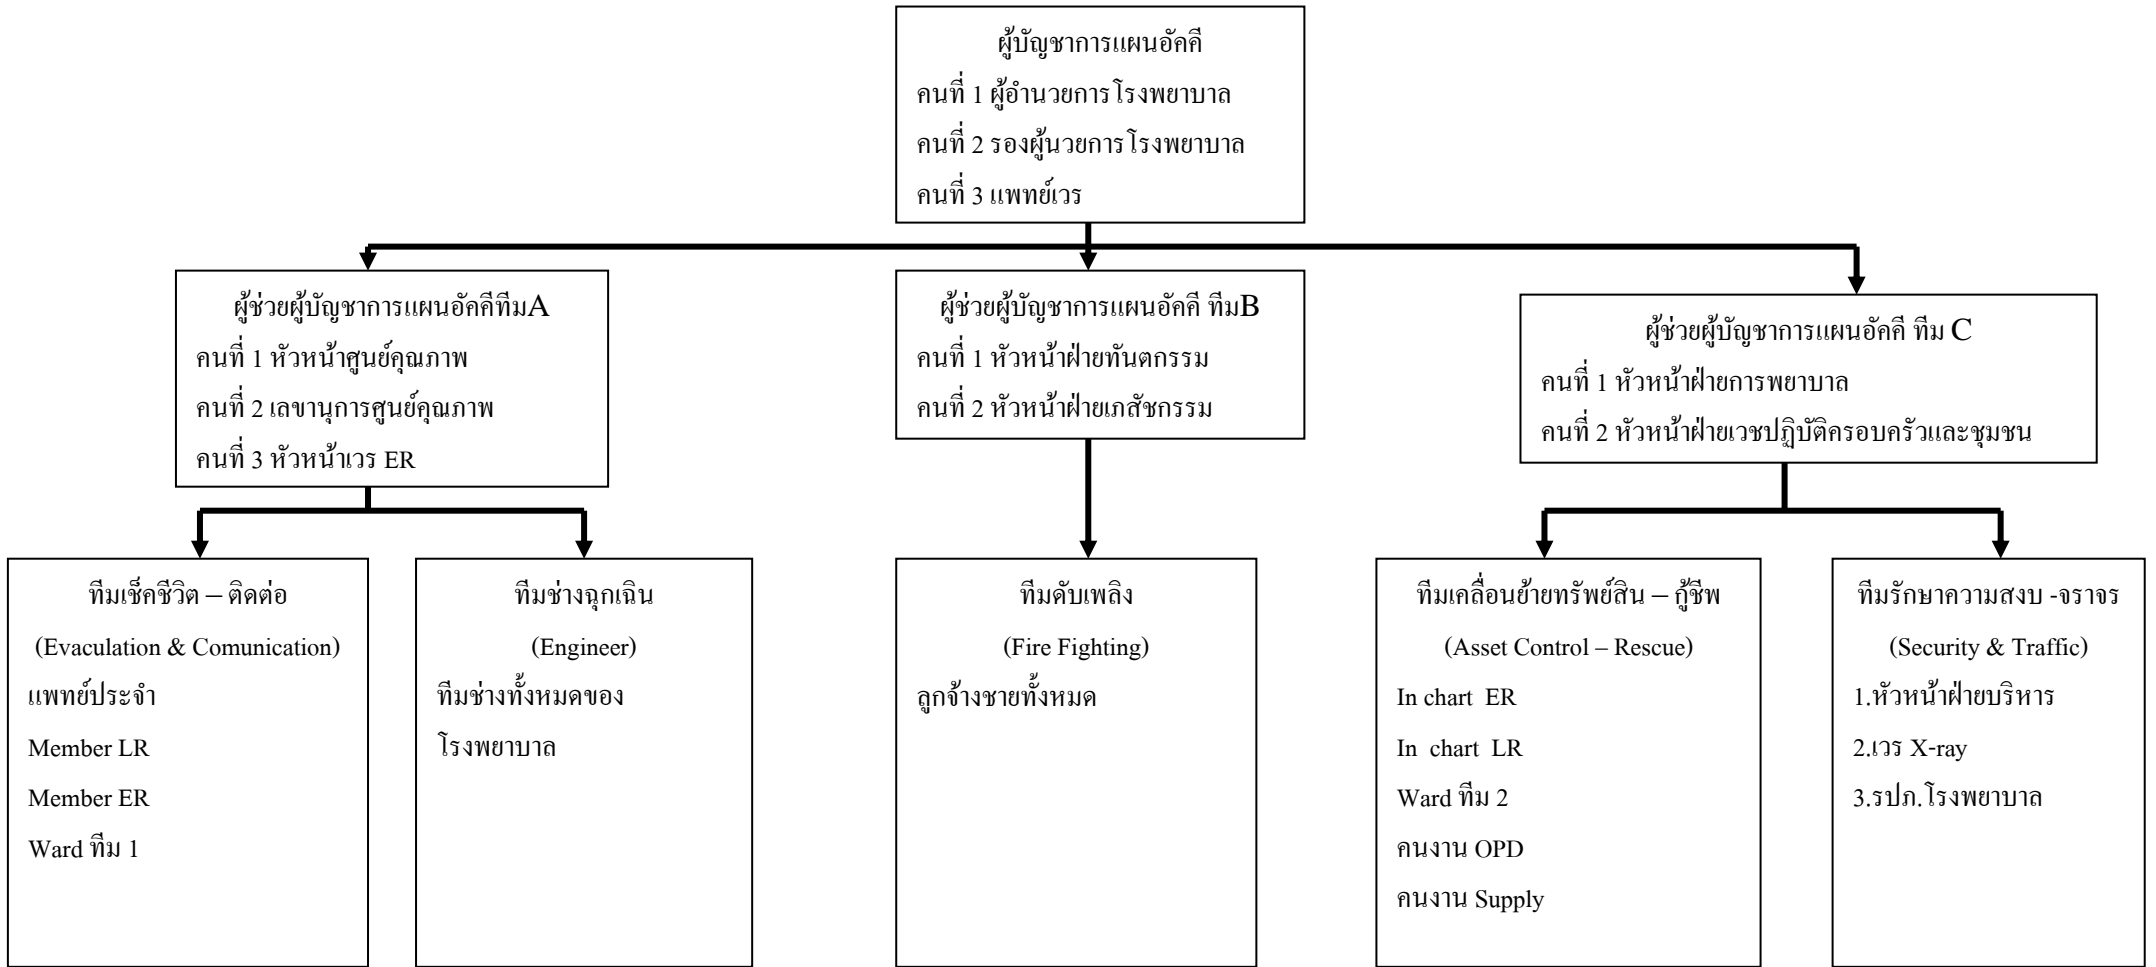 ผู้บัญชาการแผนอัคคี
คนที่ 1 ผู้อำนวยการโรงพยาบาล
คนที่ 2 รองผู้นวยการโรงพยาบาล
คนที่ 3 แพทย์เวร
ผู้ช่วยผู้บัญชาการแผนอัคคีทีมA
คนที่ 1 หัวหน้าศูนย์คุณภาพ
คนที่ 2 เลขานุการศูนย์คุณภาพ
คนที่ 3 หัวหน้าเวร ER
ผู้ช่วยผู้บัญชาการแผนอัคคี ทีมB
คนที่ 1 หัวหน้าฝ่ายทันตกรรม
คนที่ 2 หัวหน้าฝ่ายเภสัชกรรม
ผู้ช่วยผู้บัญชาการแผนอัคคี ทีม C
คนที่ 1 หัวหน้าฝ่ายการพยาบาล
คนที่ 2 หัวหน้าฝ่ายเวชปฏิบัติครอบครัวและชุมชน
ทีมเช็คชีวิต – ติดต่อ
(Evaculation & Comunication)
แพทย์ประจำ
Member LR
Member ER
Ward ทีม 1
ทีมช่างฉุกเฉิน
(Engineer)
ทีมช่างทั้งหมดของ
โรงพยาบาล
ทีมดับเพลิง
(Fire Fighting)
ลูกจ้างชายทั้งหมด
ทีมเคลื่อนย้ายทรัพย์สิน – กู้ชีพ
(Asset Control – Rescue)
In chart ER
In chart LR
Ward ทีม 2
คนงาน OPD
คนงาน Supply
ทีมรักษาความสงบ -จราจร
(Security & Traffic)
1.หัวหน้าฝ่ายบริหาร
2.เวร X-ray
3.รปภ.โรงพยาบาล